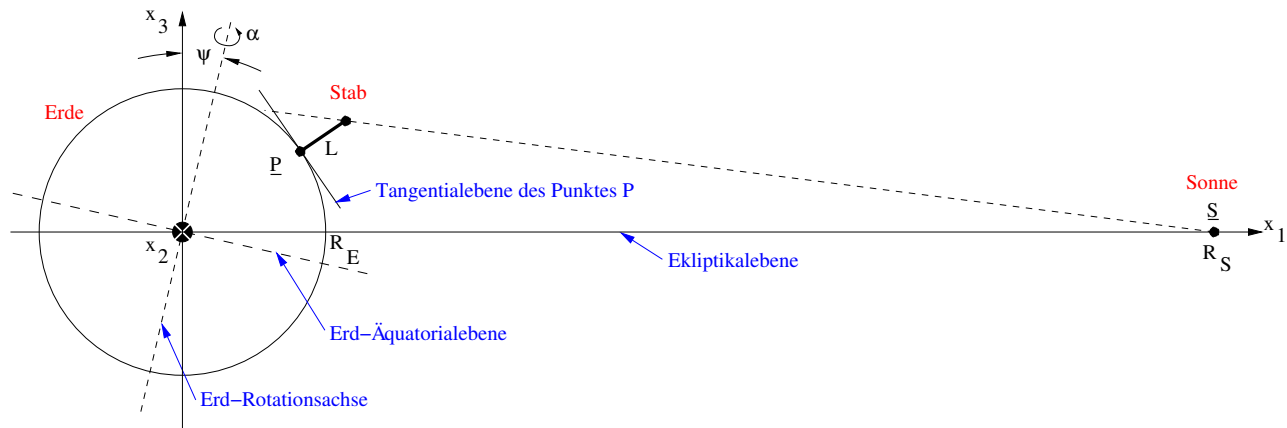 x3
ψ
α
Erde
Stab
P
L
Tangentialebene des Punktes P
Sonne
S
x2
RE
x1
RS
Ekliptikalebene
Erd−Äquatorialebene
Erd−Rotationsachse